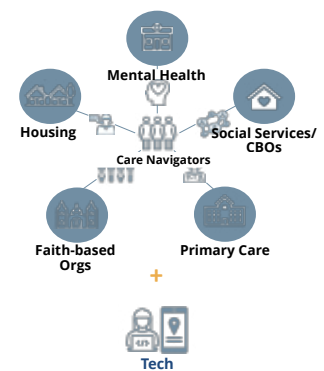 Mental Health
Housing
Social Services/
CBOs
Care Navigators
Faith-based
Orgs
Primary Care
+
</>
Tech